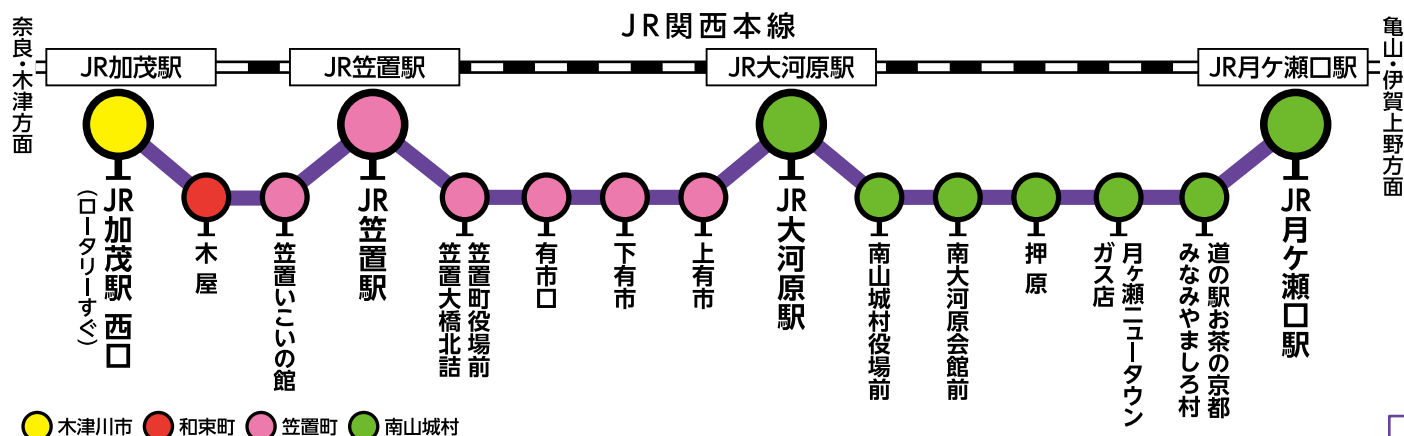 JR関西本線
奈良・木津方面
JR加茂駅
JR笠置駅
JR大河原駅
JR月ケ瀬口駅
亀山・伊賀上野方面
JR加茂駅 西口
(ロータリーすぐ)
木屋
笠置いこいの館
JR笠置駅
笠置町役場前
笠置大橋北詰
有市口
下有市
上有市
JR大河原駅
南山城村役場前
南大河原会館前
押原
月ヶ瀬ニュータウン
ガス店
道の駅お茶の京都
みなみやましろ村
JR月ケ瀬口駅
木津川市
和束町
笠置町
南山城村